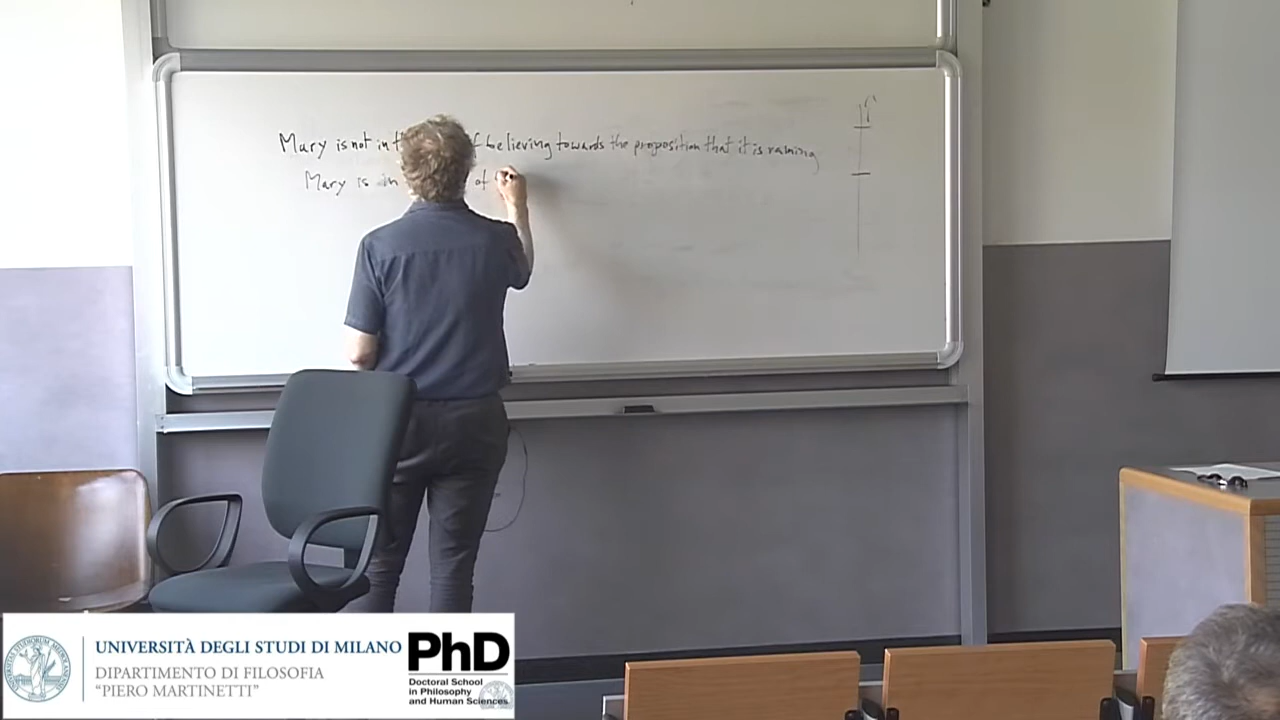 Mary is not in th f believing towards the proposition that it is raining
Mary is in of
UNIVERSITÀ DEGLI STUDI DI MILANO
DIPARTIMENTO DI FILOSOFIA
"PIERO MARTINETTI"
PhD
Doctoral School
in Philosophy
and Human Sciences